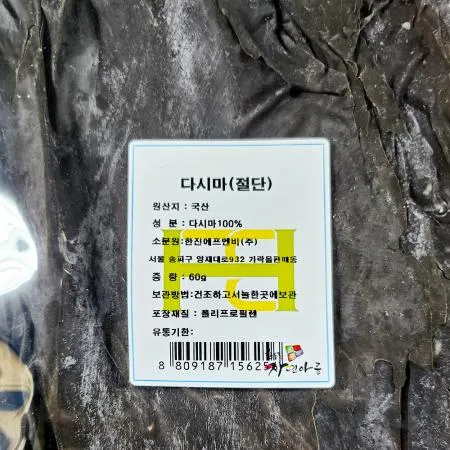 다시마(절단)
원산지 : 국산
성 분 : 다시마100%
소분원:한진에프엔비(주)
서울 송파구 양재대로932 가락몰판매동
중 량 : 60g
보관방법:건조하고서늘한곳에보관
포장재질 : 폴리프로필렌
유통기한:
자연아름
8 809187 15625